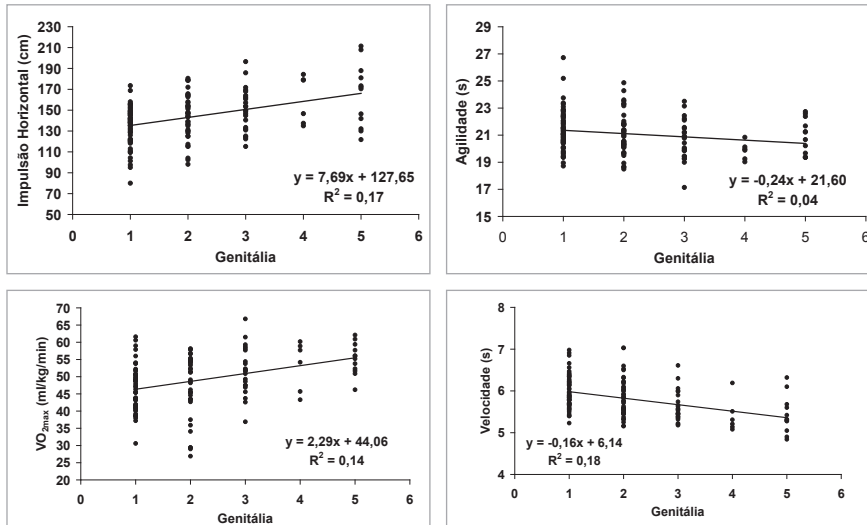 Impulsão Horizontal (cm)
230
210
190
170
150
130
110
90
70
50
y = 7,69x + 127,65
R² = 0,17
0 1 2 3 4 5 6
Genitália
Agilidade (s)
29
27
25
23
21
19
17
15
y = -0,24x + 21,60
R² = 0,04
0 1 2 3 4 5 6
Genitália
VO2max (ml/kg/min)
70
65
60
55
50
45
40
35
30
25
20
y = 2,29x + 44,06
R² = 0,14
0 1 2 3 4 5 6
Genitália
Velocidade (s)
8
7
6
5
4
y = -0,16x + 6,14
R² = 0,18
0 1 2 3 4 5 6
Genitália